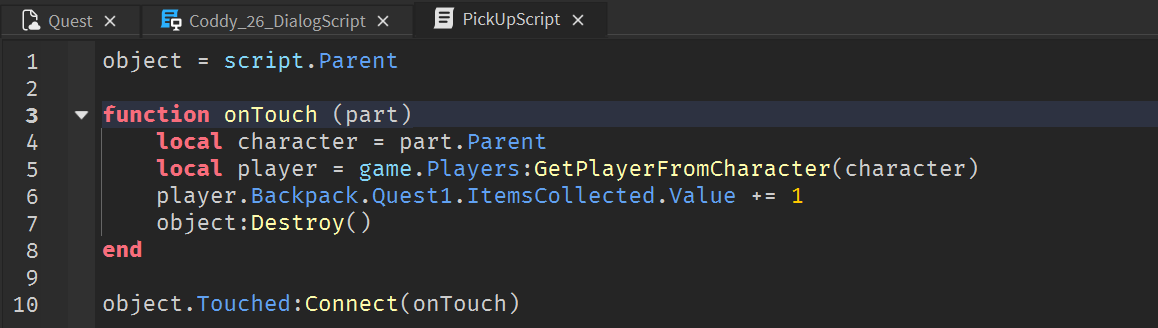 Quest × Coddy_26_DialogScript × PickUpScript ×
1 object = script.Parent
2
3 function onTouch (part)
4 local character = part.Parent
5 local player = game.Players:GetPlayerFromCharacter(character)
6 player.Backpack.Quest1.ItemsCollected.Value += 1
7 object:Destroy()
8 end
9
10 object.Touched:Connect(onTouch)